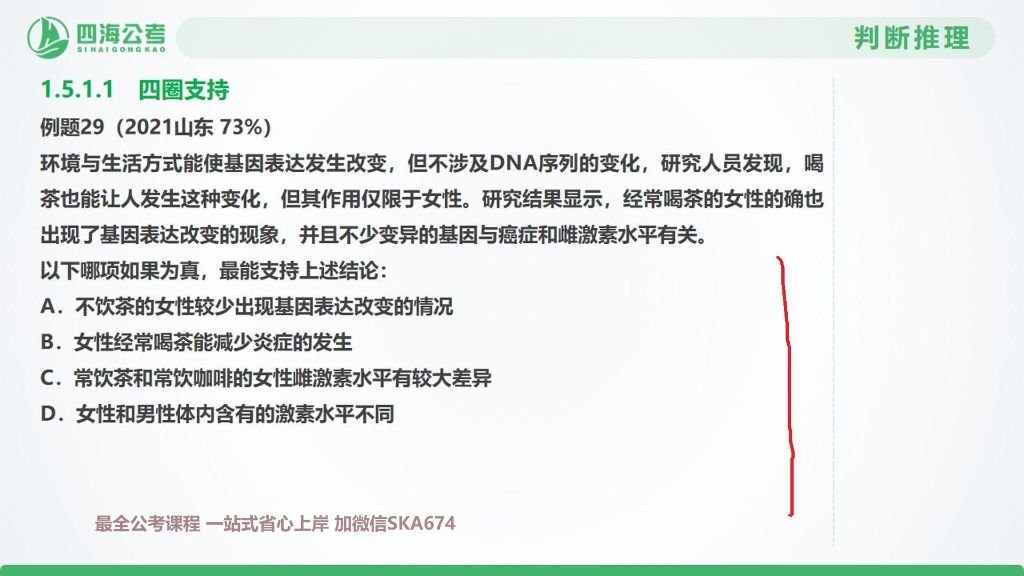 四海公考
SIHAIGONGKAO
判断推理
1.5.1.1 四圈支持
例题29（2021山东 73%）
环境与生活方式能使基因表达发生改变，但不涉及DNA序列的变化，研究人员发现，喝
茶也能让人发生这种变化，但其作用仅限于女性。研究结果显示，经常喝茶的女性的确也
出现了基因表达改变的现象，并且不少变异的基因与癌症和雌激素水平有关。
以下哪项如果为真，最能支持上述结论：
A．不饮茶的女性较少出现基因表达改变的情况
B．女性经常喝茶能减少炎症的发生
C．常饮茶和常饮咖啡的女性雌激素水平有较大差异
D．女性和男性体内含有的激素水平不同
最全公考课程 一站式省心上岸 加微信SKA674